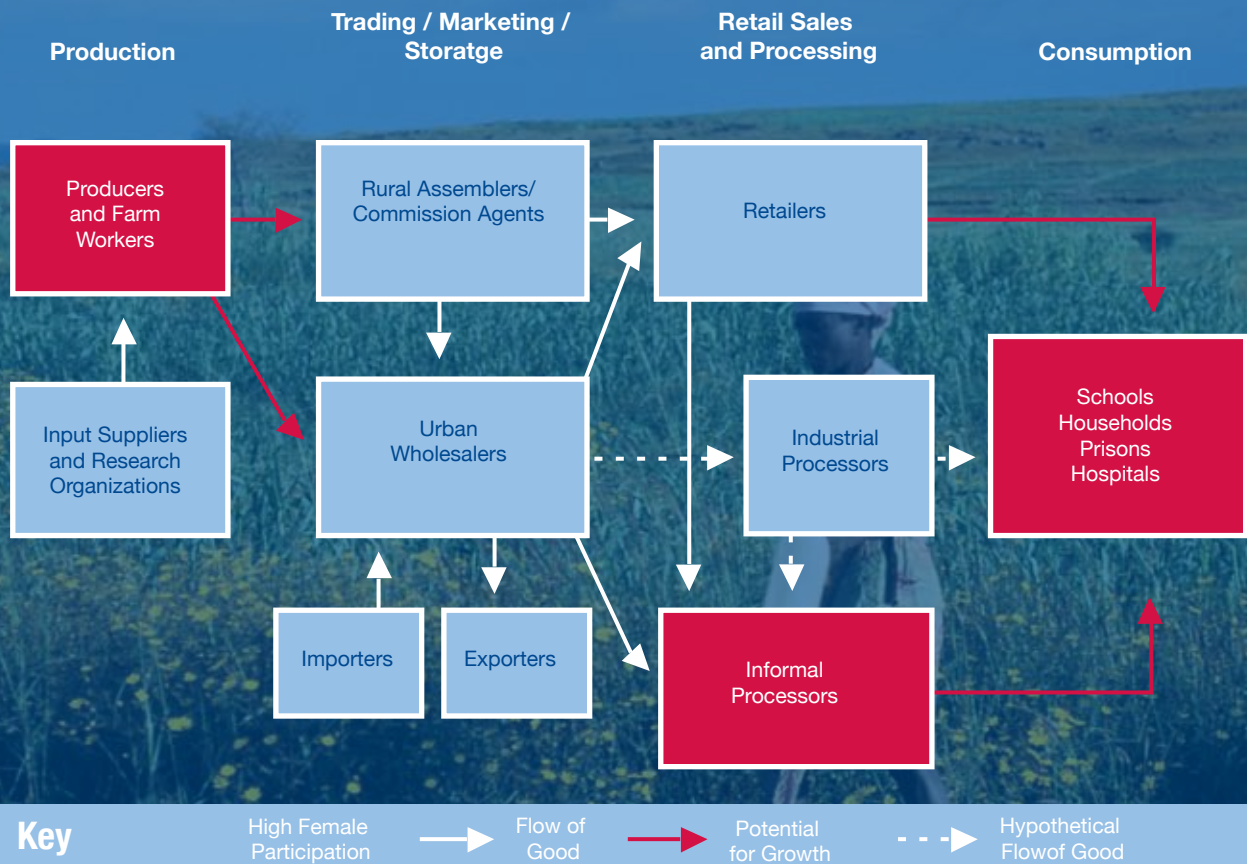 Production
Trading / Marketing /
Storatge
Retail Sales
and Processing
Consumption
Producers
and Farm
Workers
Rural Assemblers/
Commission Agents
Retailers
Input Suppliers
and Research
Organizations
Urban
Wholesalers
Industrial
Processors
Schools
Households
Prisons
Hospitals
Importers
Exporters
Informal
Processors
Key
High Female
Participation
Flow of
Good
Potential
for Growth
Hypothetical
Flowof Good